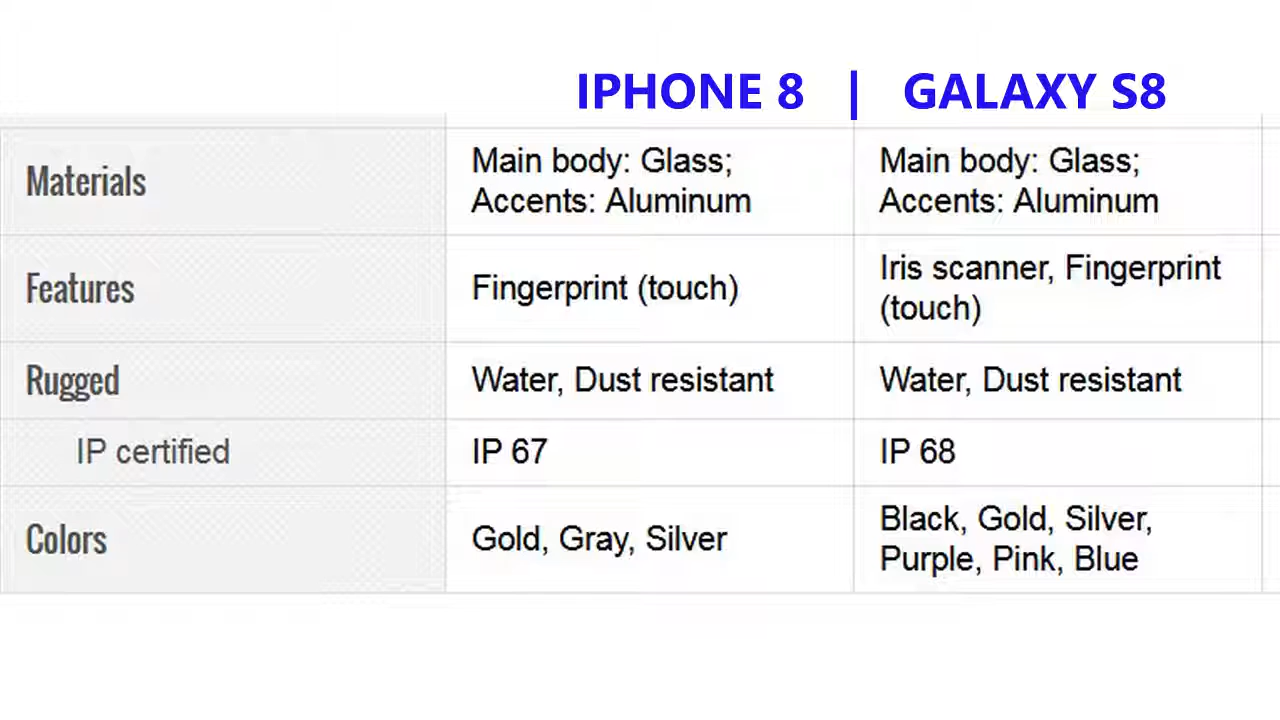 IPHONE 8 | GALAXY S8
Materials
Main body: Glass;
Accents: Aluminum
Main body: Glass;
Accents: Aluminum
Features
Fingerprint (touch)
Iris scanner, Fingerprint
(touch)
Rugged
Water, Dust resistant
Water, Dust resistant
IP certified
IP 67
IP 68
Colors
Gold, Gray, Silver
Black, Gold, Silver,
Purple, Pink, Blue